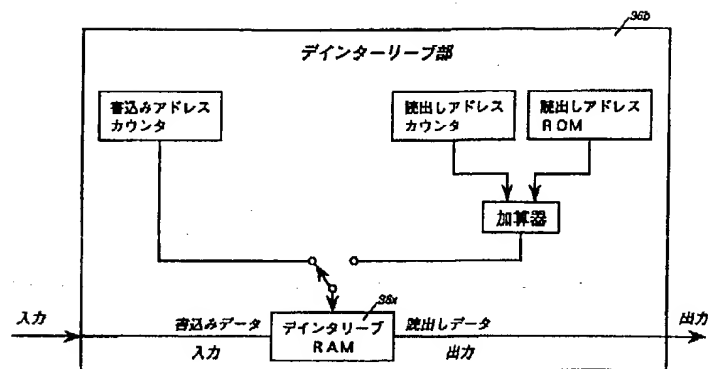 36b
デインターリーブ部
書込みアドレス
カウンタ
読出しアドレス
カウンタ
読出しアドレス
ROM
加算器
36x
入力
書込みデータ
入力
デインタリーブ
RAM
読出しデータ
出力
出力